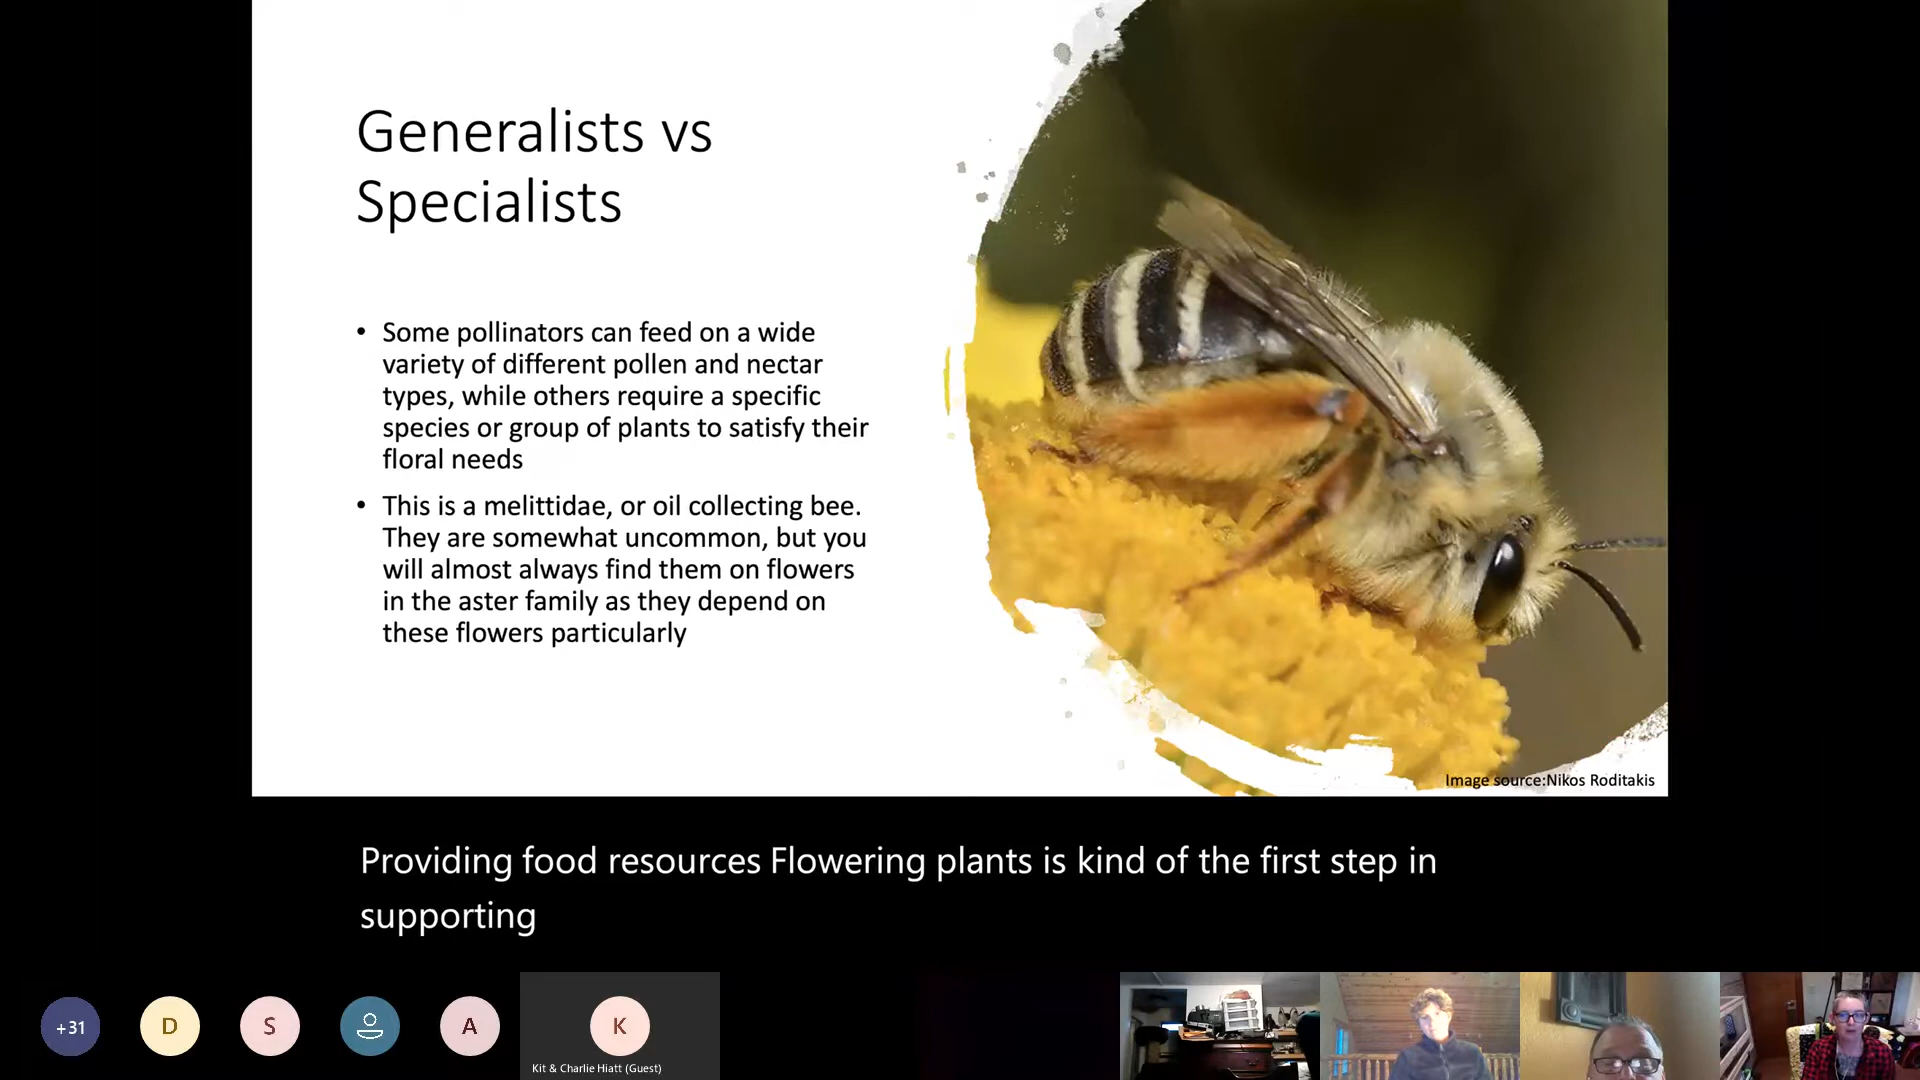 Generalists vs
Specialists
• Some pollinators can feed on a wide
variety of different pollen and nectar
types, while others require a specific
species or group of plants to satisfy their
floral needs
• This is a melittidae, or oil collecting bee.
They are somewhat uncommon, but you
will almost always find them on flowers
in the aster family as they depend on
these flowers particularly
Image source:Nikos Roditakis
Providing food resources Flowering plants is kind of the first step in
supporting
+31
D
S
A
K
Kit & Charlie Hiatt (Guest)